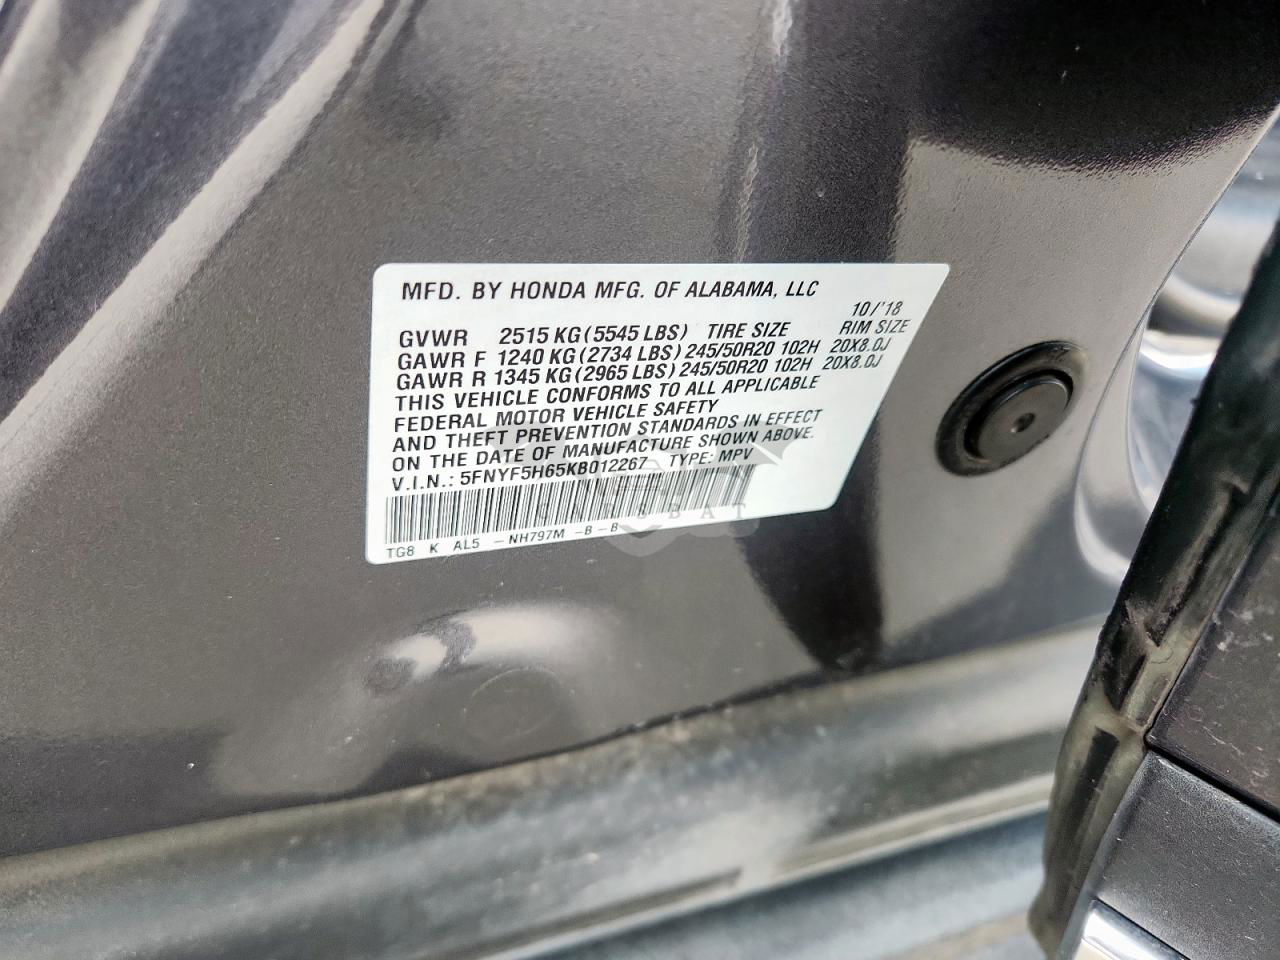 MFD. BY HONDA MFG. OF ALABAMA, LLC
10/'18
GVWR 2515 KG (5545 LBS) TIRE SIZE RIM SIZE
GAWR F 1240 KG (2734 LBS) 245/50R20 102H 20X8.0J
GAWR R 1345 KG (2965 LBS) 245/50R20 102H 20X8.0J
THIS VEHICLE CONFORMS TO ALL APPLICABLE
FEDERAL MOTOR VEHICLE SAFETY
AND THEFT PREVENTION STANDARDS IN EFFECT
ON THE DATE OF MANUFACTURE SHOWN ABOVE.
V.I.N.: 5FNYF5H65KB012267 TYPE: MPV
CARSBAT
TG8 K AL5 - NH797M - B - B